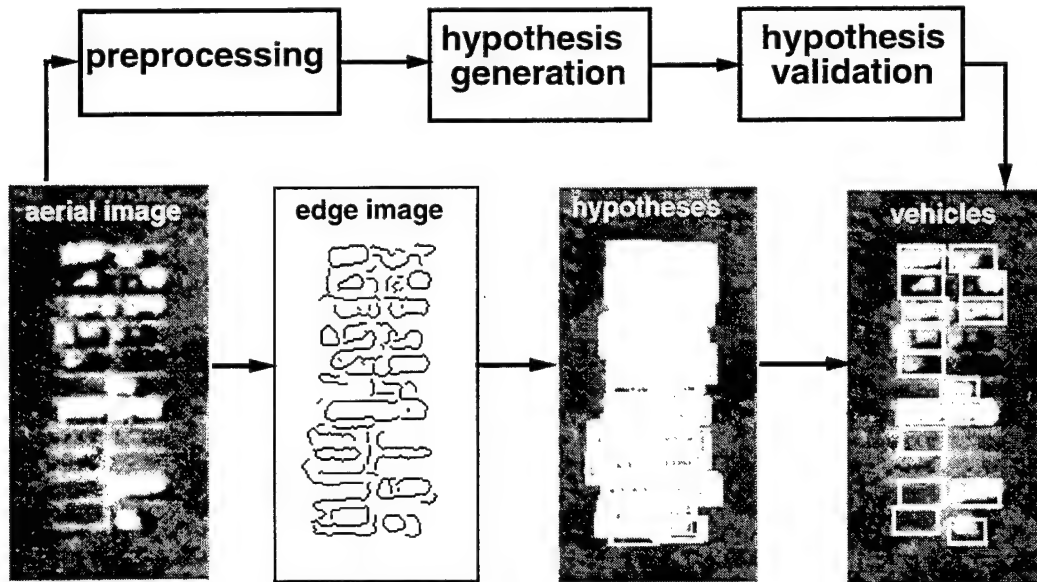 preprocessing
hypothesis
generation
hypothesis
validation
aerial image
edge image
hypotheses
vehicles